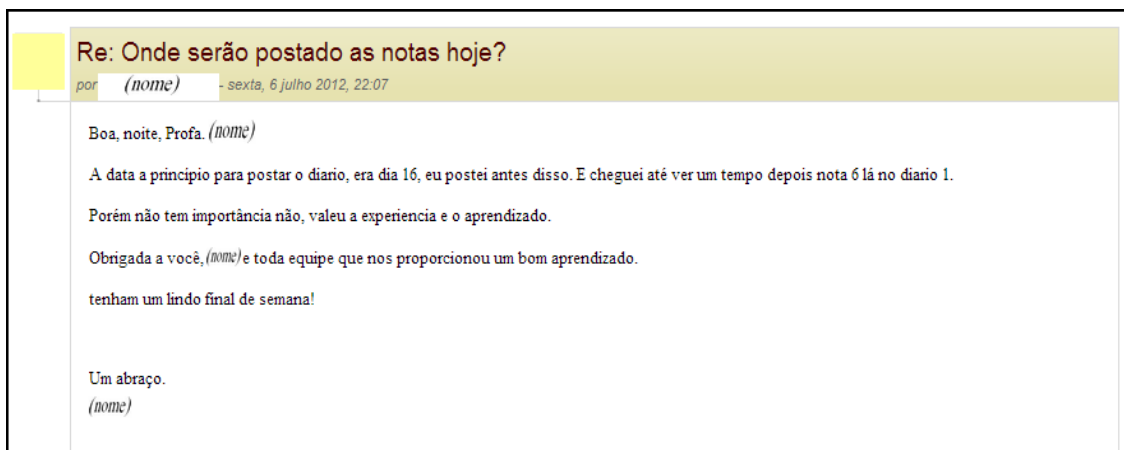 Re: Onde serão postado as notas hoje?
por (nome) - sexta, 6 julho 2012, 22:07
Boa, noite, Profa. (nome)
A data a principio para postar o diario, era dia 16, eu postei antes disso. E cheguei até ver um tempo depois nota 6 lá no diario 1.
Porém não tem importância não, valeu a experiencia e o aprendizado.
Obrigada a você, (nome) e toda equipe que nos proporcionou um bom aprendizado.
tenham um lindo final de semana!
Um abraço.
(nome)